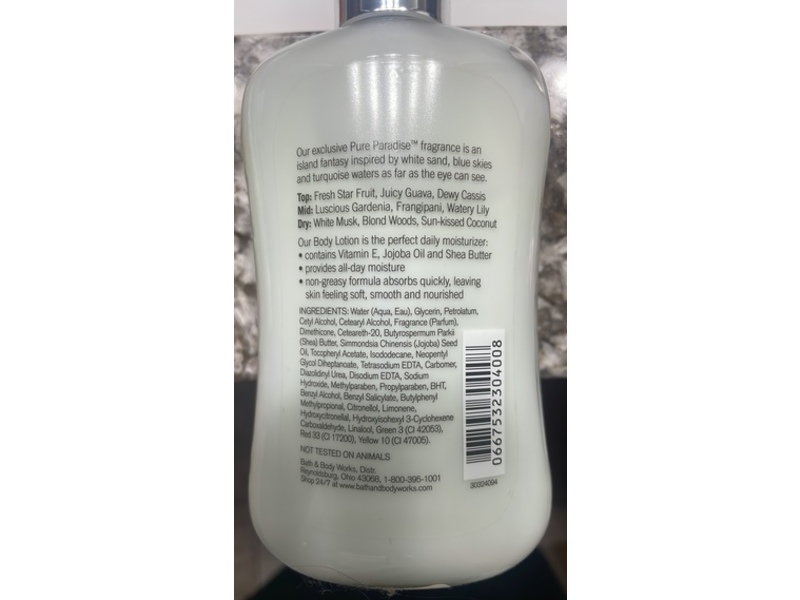 Our exclusive Pure Paradise™ fragrance is an
island fantasy inspired by white sand, blue skies
and turquoise waters as far as the eye can see.
Top: Fresh Star Fruit, Juicy Guava, Dewy Cassis
Mid: Luscious Gardenia, Frangipani, Watery Lily
Dry: White Musk, Blond Woods, Sun-kissed Coconut
Our Body Lotion is the perfect daily moisturizer:
• contains Vitamin E, Jojoba Oil and Shea Butter
• provides all-day moisture
• non-greasy formula absorbs quickly, leaving
skin feeling soft, smooth and nourished
INGREDIENTS: Water (Aqua, Eau), Glycerin, Petrolatum,
Cetyl Alcohol, Cetearyl Alcohol, Fragrance (Parfum),
Dimethicone, Ceteareth-20, Butyrospermum Parkii
(Shea) Butter, Simmondsia Chinensis (Jojoba) Seed
Oil, Tocopheryl Acetate, Isododecane, Neopentyl
Glycol Diheptanoate, Tetrasodium EDTA, Carbomer,
Diazolidinyl Urea, Disodium EDTA, Sodium
Hydroxide, Methylparaben, Propylparaben, BHT,
Benzyl Alcohol, Benzyl Salicylate, Butylphenyl
Methylpropional, Citronellol, Limonene,
Hydroxycitronellal, Hydroxyisohexyl 3-Cyclohexene
Carboxaldehyde, Linalool, Green 3 (CI 42053),
Red 33 (CI 17200), Yellow 10 (CI 47005).
NOT TESTED ON ANIMALS
Bath & Body Works, Distr.
Reynoldsburg, Ohio 43068, 1-800-395-1001
Shop 24/7 at www.bathandbodyworks.com
0667532304008
30324094